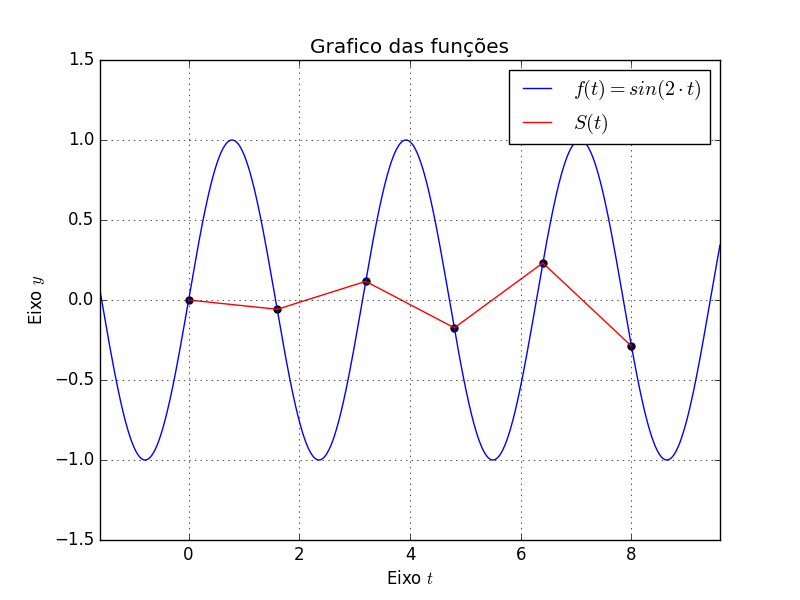 Grafico das funções
f(t) = sin(2 · t)
S(t)
1.5
1.0
0.5
0.0
−0.5
−1.0
−1.5
Eixo y
0 2 4 6 8
Eixo t